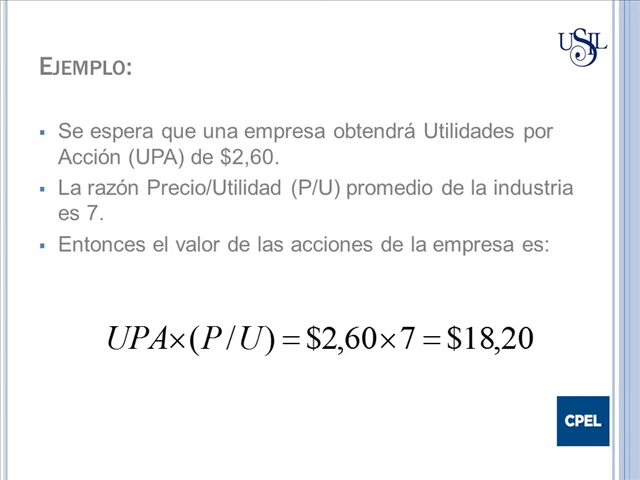 USIL
EJEMPLO:
▪ Se espera que una empresa obtendrá Utilidades por
Acción (UPA) de $2,60.
▪ La razón Precio/Utilidad (P/U) promedio de la industria
es 7.
▪ Entonces el valor de las acciones de la empresa es:
UPA×(P/U) = $2,60×7 = $18,20
CPEL